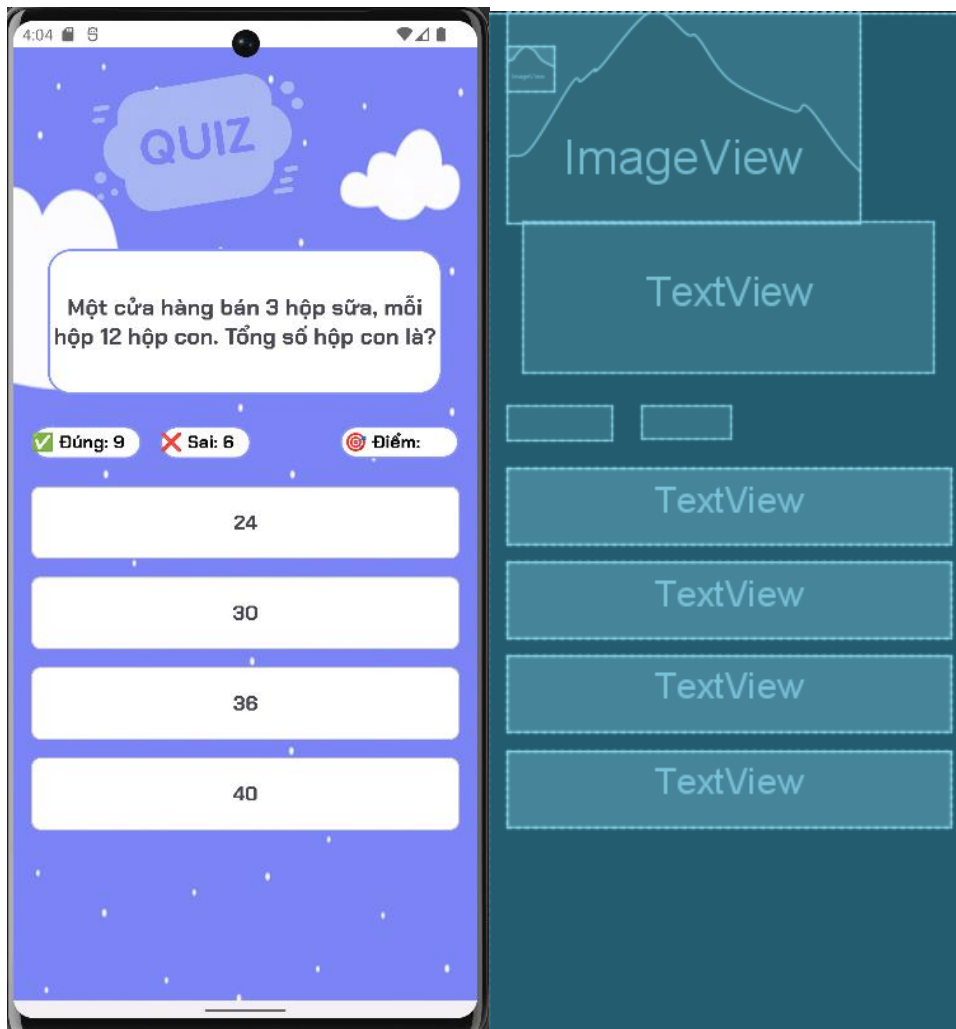 4:04
QUIZ
Một cửa hàng bán 3 hộp sữa, mỗi
hộp 12 hộp con. Tổng số hộp con là?
Đúng: 9
Sai: 6
Điểm:
24
30
36
40
ImageView
ImageView
TextView
TextView
TextView
TextView
TextView